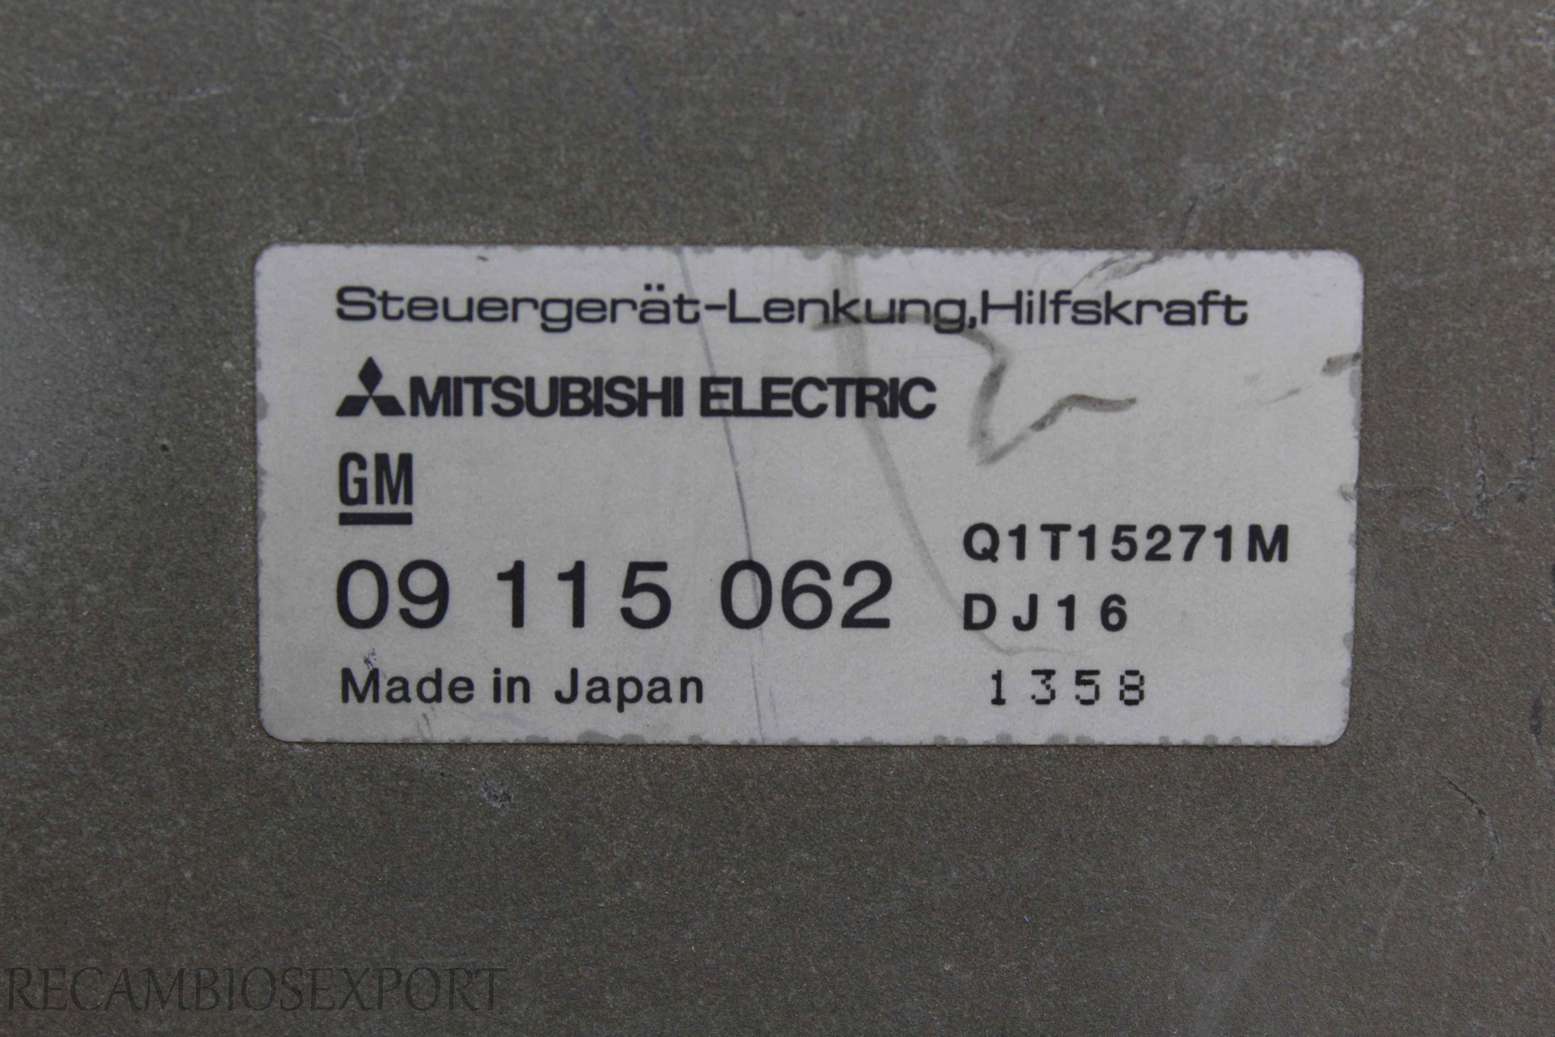 Steuergerät-Lenkung,Hilfskraft
MITSUBISHI ELECTRIC
GM
Q1T15271M
09 115 062
DJ16
Made in Japan
1358
RECAMBIOSEXPORT